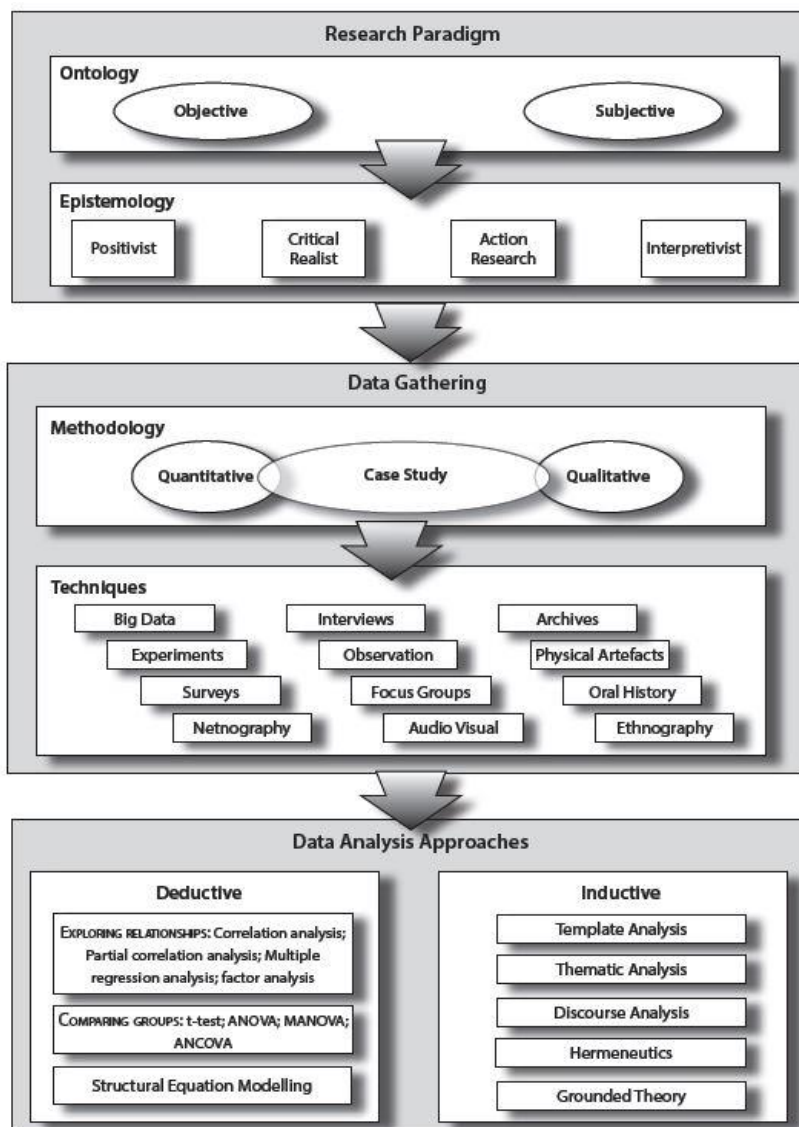 Research Paradigm
Ontology
Objective
Subjective
Epistemology
Positivist
Critical
Realist
Action
Research
Interpretivist
Data Gathering
Methodology
Quantitative
Case Study
Qualitative
Techniques
Big Data
Interviews
Archives
Experiments
Observation
Physical Artefacts
Surveys
Focus Groups
Oral History
Netnography
Audio Visual
Ethnography
Data Analysis Approaches
Deductive
EXPLORING RELATIONSHIPS: Correlation analysis;
Partial correlation analysis; Multiple
regression analysis; factor analysis
COMPARING GROUPS: t-test; ANOVA; MANOVA;
ANCOVA
Structural Equation Modelling
Inductive
Template Analysis
Thematic Analysis
Discourse Analysis
Hermeneutics
Grounded Theory